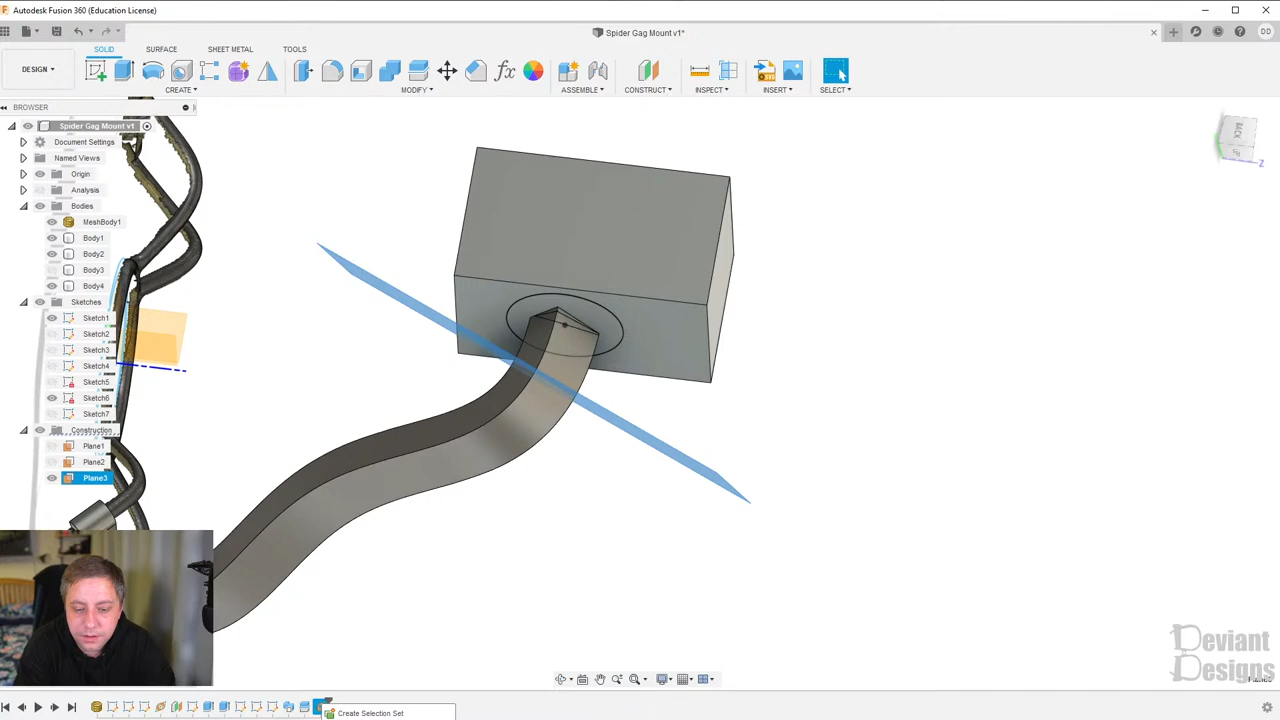 Autodesk Fusion 360 (Education License)
Spider Gag Mount v1*
DD
SOLID SURFACE SHEET METAL TOOLS
DESIGN
CREATE MODIFY ASSEMBLE CONSTRUCT INSPECT INSERT SELECT
BROWSER
Spider Gag Mount v1
Document Settings
Named Views
Origin
Analysis
Bodies
MeshBody1
Body1
Body2
Body3
Body4
Sketches
Sketch1
Sketch2
Sketch3
Sketch4
Sketch5
Sketch6
Sketch7
Construction
Plane1
Plane2
Plane3
BACK
Z
Deviant
Designs
Create Selection Set